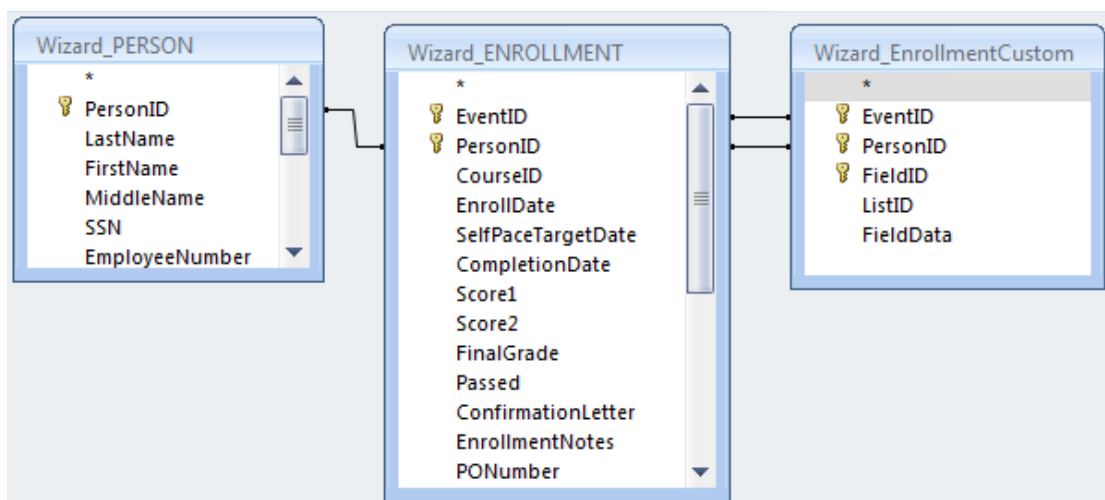 Wizard_PERSON
*
PersonID
LastName
FirstName
MiddleName
SSN
EmployeeNumber
Wizard_ENROLLMENT
*
EventID
PersonID
CourseID
EnrollDate
SelfPaceTargetDate
CompletionDate
Score1
Score2
FinalGrade
Passed
ConfirmationLetter
EnrollmentNotes
PONumber
Wizard_EnrollmentCustom
*
EventID
PersonID
FieldID
ListID
FieldData